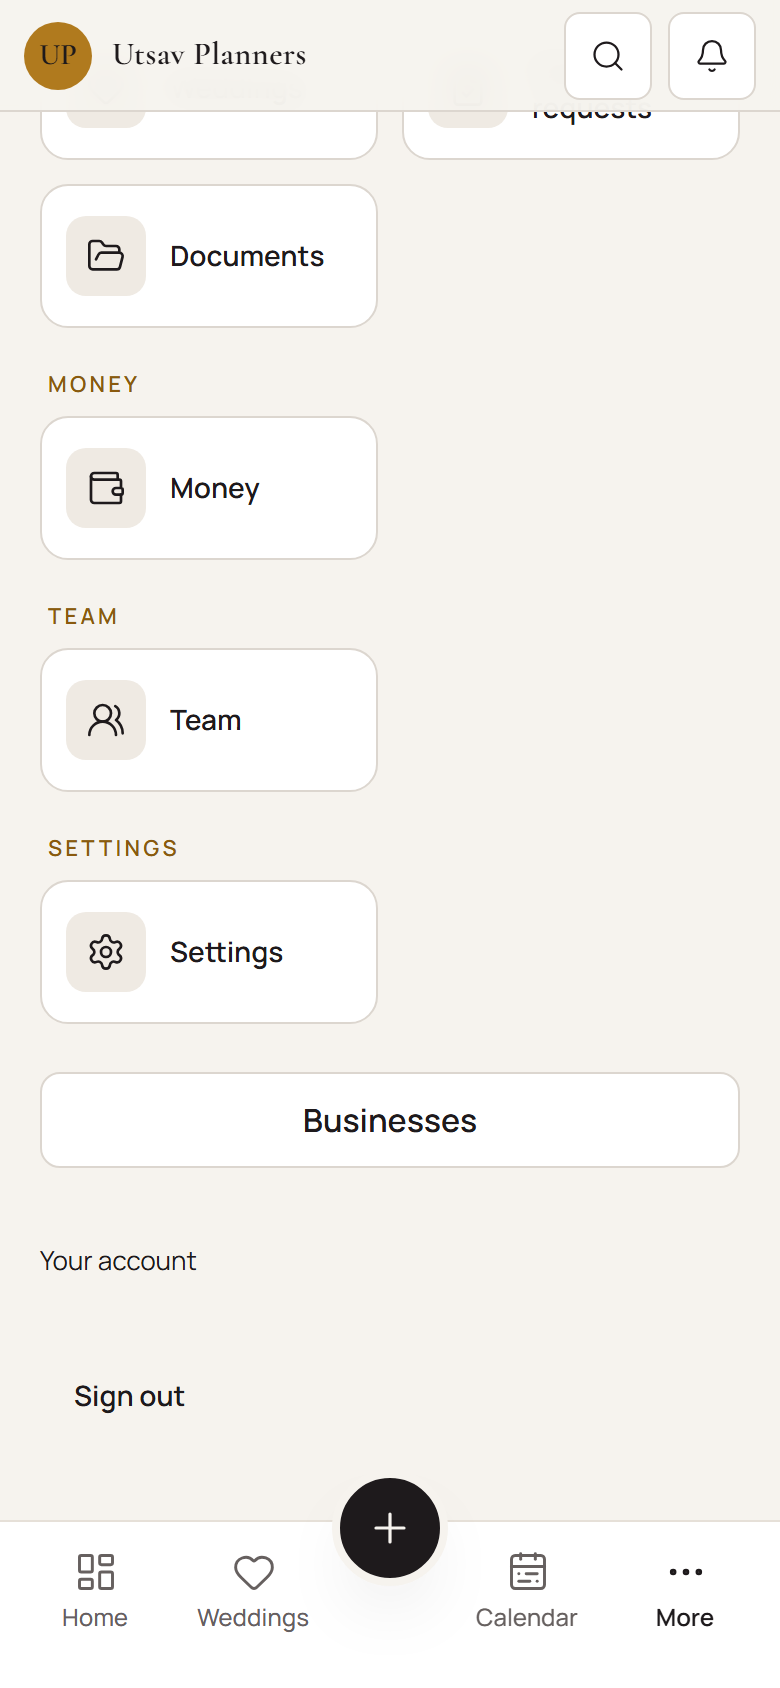 UP
Utsav Planners
requests
Documents
MONEY
Money
TEAM
Team
SETTINGS
Settings
Businesses
Your account
Sign out
Home
Weddings
Calendar
More